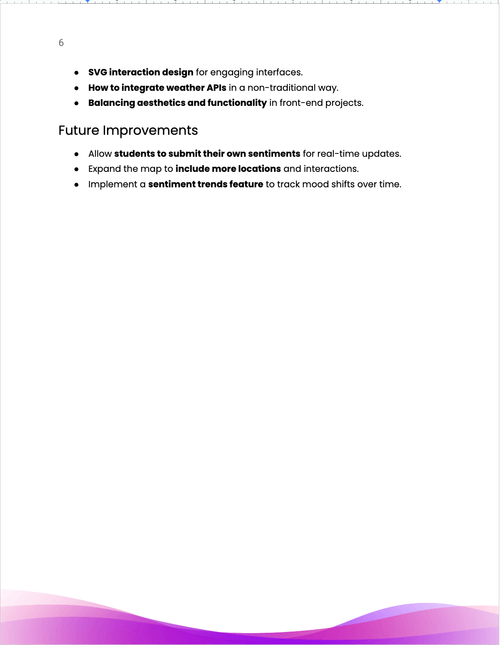 6
● SVG interaction design for engaging interfaces.
● How to integrate weather APIs in a non-traditional way.
● Balancing aesthetics and functionality in front-end projects.
Future Improvements
● Allow students to submit their own sentiments for real-time updates.
● Expand the map to include more locations and interactions.
● Implement a sentiment trends feature to track mood shifts over time.